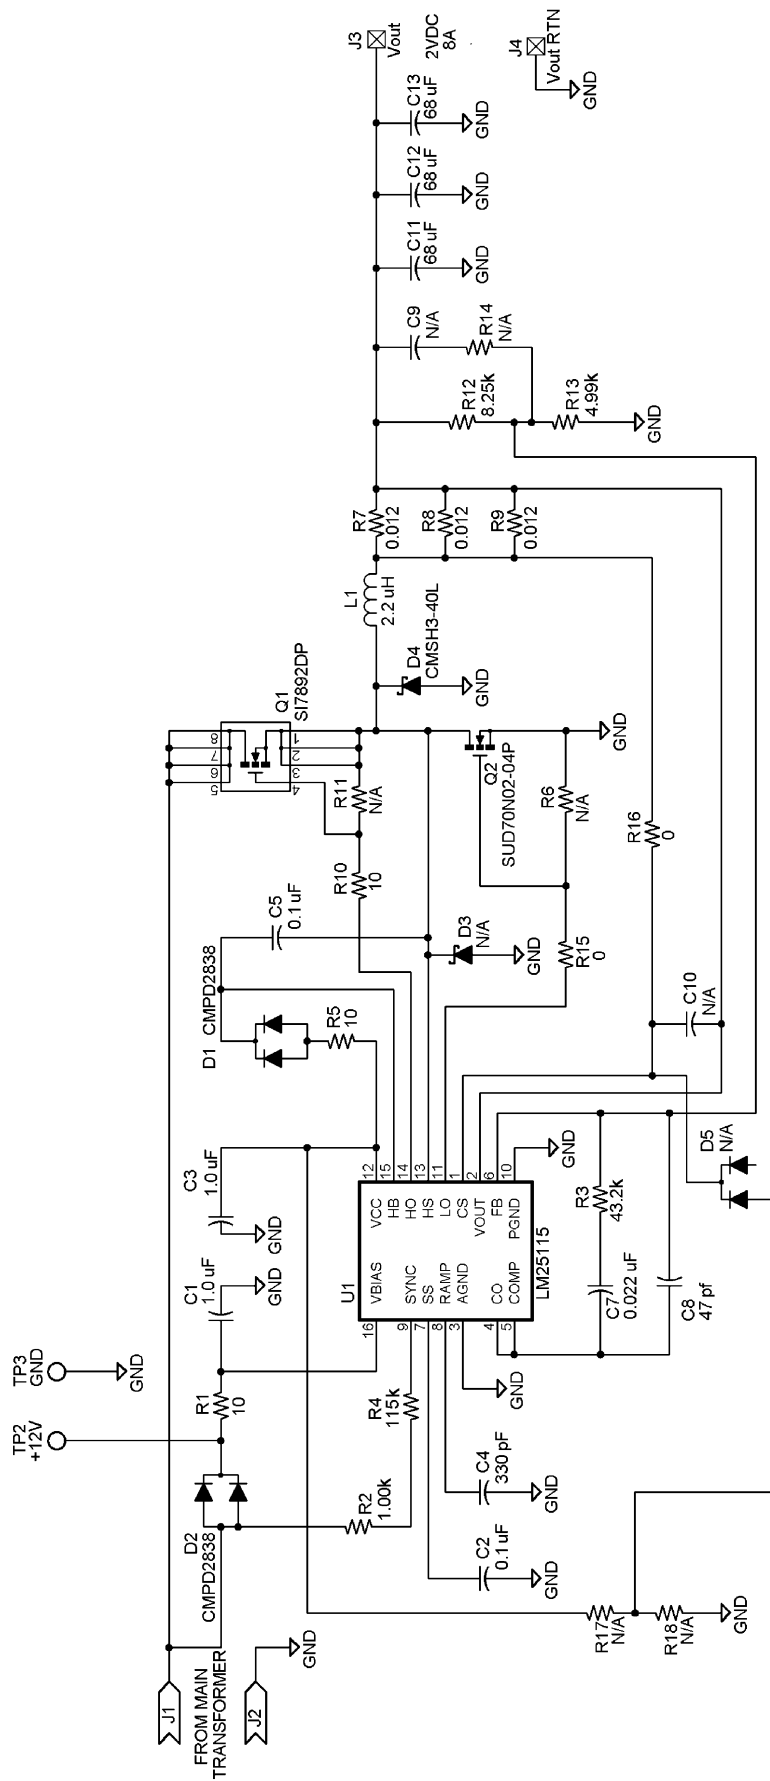 J1
FROM MAIN
TRANSFORMER
J2
GND
D2
CMPD2838
TP2
+12V
TP3
GND
GND
R1
10
C1
1.0 uF
GND
C3
1.0 uF
GND
R2
1.00k
R4
115k
U1
LM25115
16
VBIAS
9
SYNC
7
SS
8
RAMP
3
AGND
4
CO
5
COMP
12
VCC
15
HB
14
HO
13
HS
11
LO
1
CS
2
VOUT
6
FB
10
PGND
GND
GND
C4
330 pF
GND
C2
0.1uF
GND
R17
N/A
R18
N/A
GND
D1
CMPD2838
R5
10
C5
0.1uF
R10
10
R11
N/A
Q1
SI7892DP
5
6
7
8
4
3
2
1
D3
N/A
GND
R15
0
R6
N/A
Q2
SUD70N02-04P
GND
D4
CMSH3-40L
GND
L1
2.2 uH
R7
0.012
R8
0.012
R9
0.012
R16
0
C10
N/A
D5
N/A
R3
43.2k
C7
0.022 uF
C8
47 pf
R12
8.25k
R13
4.99k
GND
C9
N/A
R14
N/A
C11
68 uF
GND
C12
68 uF
GND
C13
68 uF
GND
J3
Vout
2VDC
8A
J4
Vout RTN
GND